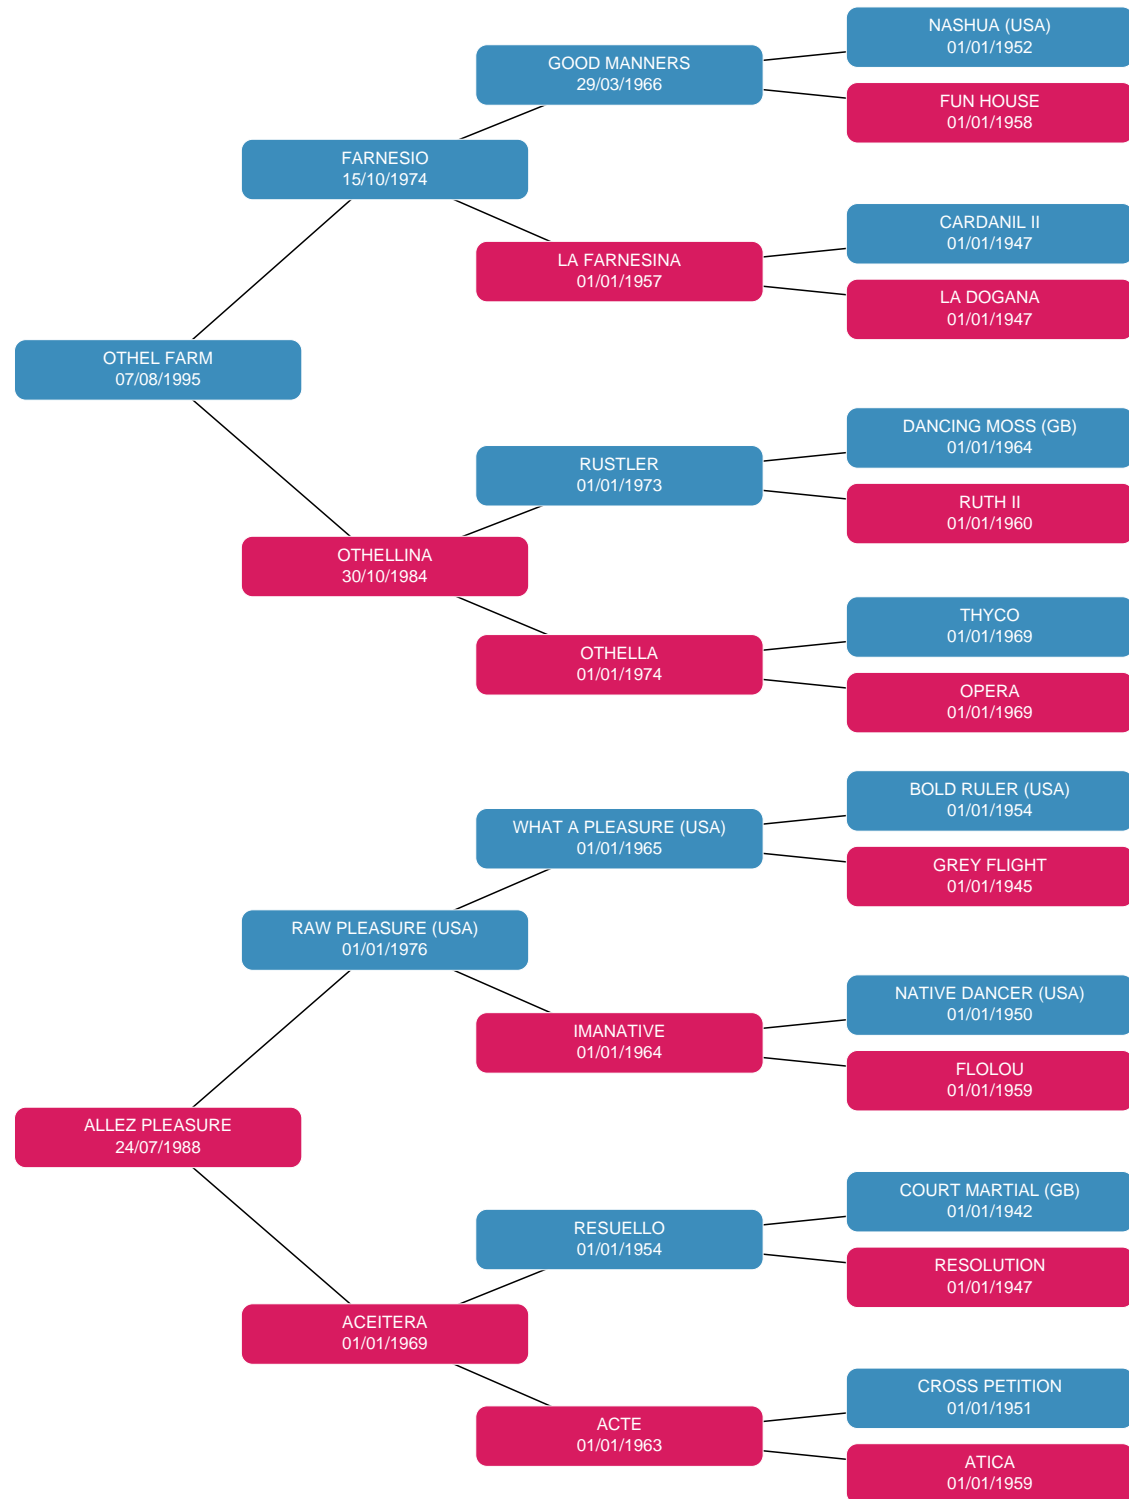 NASHUA (USA)
01/01/1952
GOOD MANNERS
29/03/1966
FUN HOUSE
01/01/1958
FARNESIO
15/10/1974
CARDANIL II
01/01/1947
LA FARNESINA
01/01/1957
LA DOGANA
01/01/1947
OTHEL FARM
07/08/1995
DANCING MOSS (GB)
01/01/1964
RUSTLER
01/01/1973
RUTH II
01/01/1960
OTHELLINA
30/10/1984
THYCO
01/01/1969
OTHELLA
01/01/1974
OPERA
01/01/1969
BOLD RULER (USA)
01/01/1954
WHAT A PLEASURE (USA)
01/01/1965
GREY FLIGHT
01/01/1945
RAW PLEASURE (USA)
01/01/1976
NATIVE DANCER (USA)
01/01/1950
IMANATIVE
01/01/1964
FLOLOU
01/01/1959
ALLEZ PLEASURE
24/07/1988
COURT MARTIAL (GB)
01/01/1942
RESUELLO
01/01/1954
RESOLUTION
01/01/1947
ACEITERA
01/01/1969
CROSS PETITION
01/01/1951
ACTE
01/01/1963
ATICA
01/01/1959